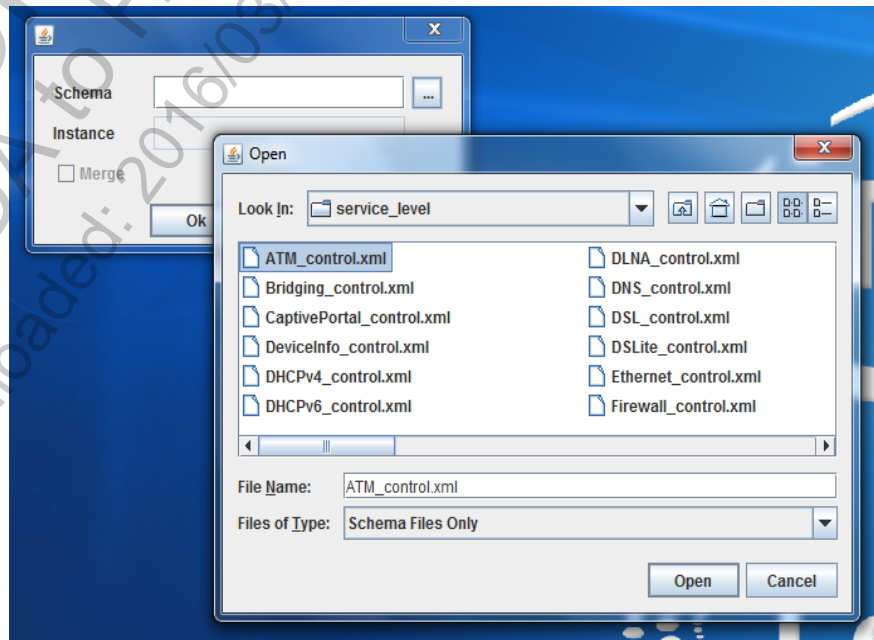 Schema
...
Instance
Merge
Ok
Open
Look In: service_level
ATM_control.xml
DLNA_control.xml
Bridging_control.xml
DNS_control.xml
CaptivePortal_control.xml
DSL_control.xml
DeviceInfo_control.xml
DSLite_control.xml
DHCPv4_control.xml
Ethernet_control.xml
DHCPv6_control.xml
Firewall_control.xml
File Name: ATM_control.xml
Files of Type: Schema Files Only
Open Cancel